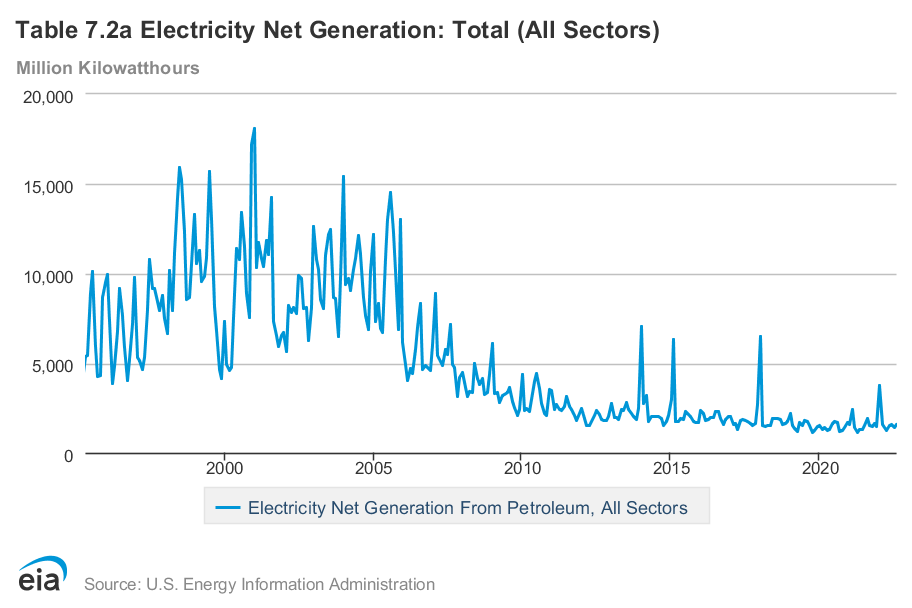 Table 7.2a Electricity Net Generation: Total (All Sectors)
Million Kilowatthours
20,000
15,000
10,000
5,000
0
2000 2005 2010 2015 2020
Electricity Net Generation From Petroleum, All Sectors
eia Source: U.S. Energy Information Administration